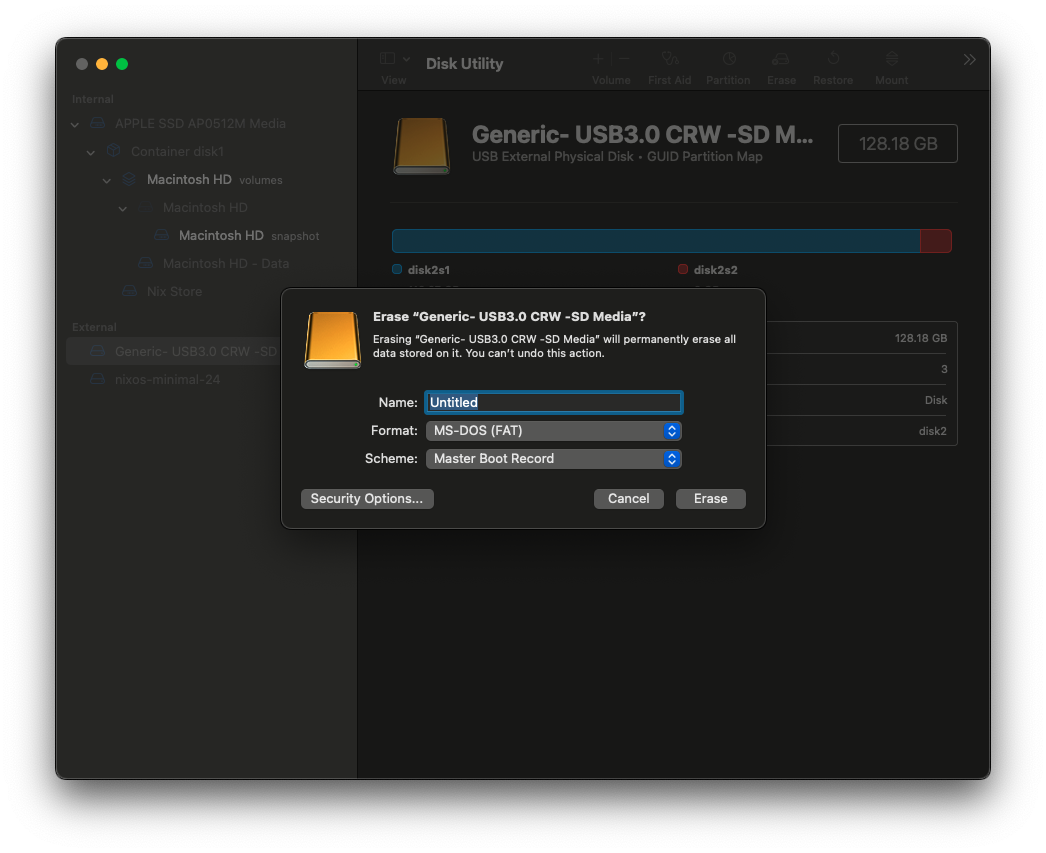 Disk Utility
View
Volume
First Aid
Partition
Erase
Restore
Mount
Internal
APPLE SSD AP0512M Media
Container disk1
Macintosh HD volumes
Macintosh HD
Macintosh HD snapshot
Macintosh HD - Data
Nix Store
External
Generic- USB3.0 CRW -SD
nixos-minimal-24
Generic- USB3.0 CRW -SD M...
USB External Physical Disk • GUID Partition Map
128.18 GB
disk2s1
disk2s2
128.18 GB
3
Disk
disk2
Erase “Generic- USB3.0 CRW -SD Media”?
Erasing “Generic- USB3.0 CRW -SD Media” will permanently erase all
data stored on it. You can’t undo this action.
Name: Untitled
Format: MS-DOS (FAT)
Scheme: Master Boot Record
Security Options...
Cancel
Erase